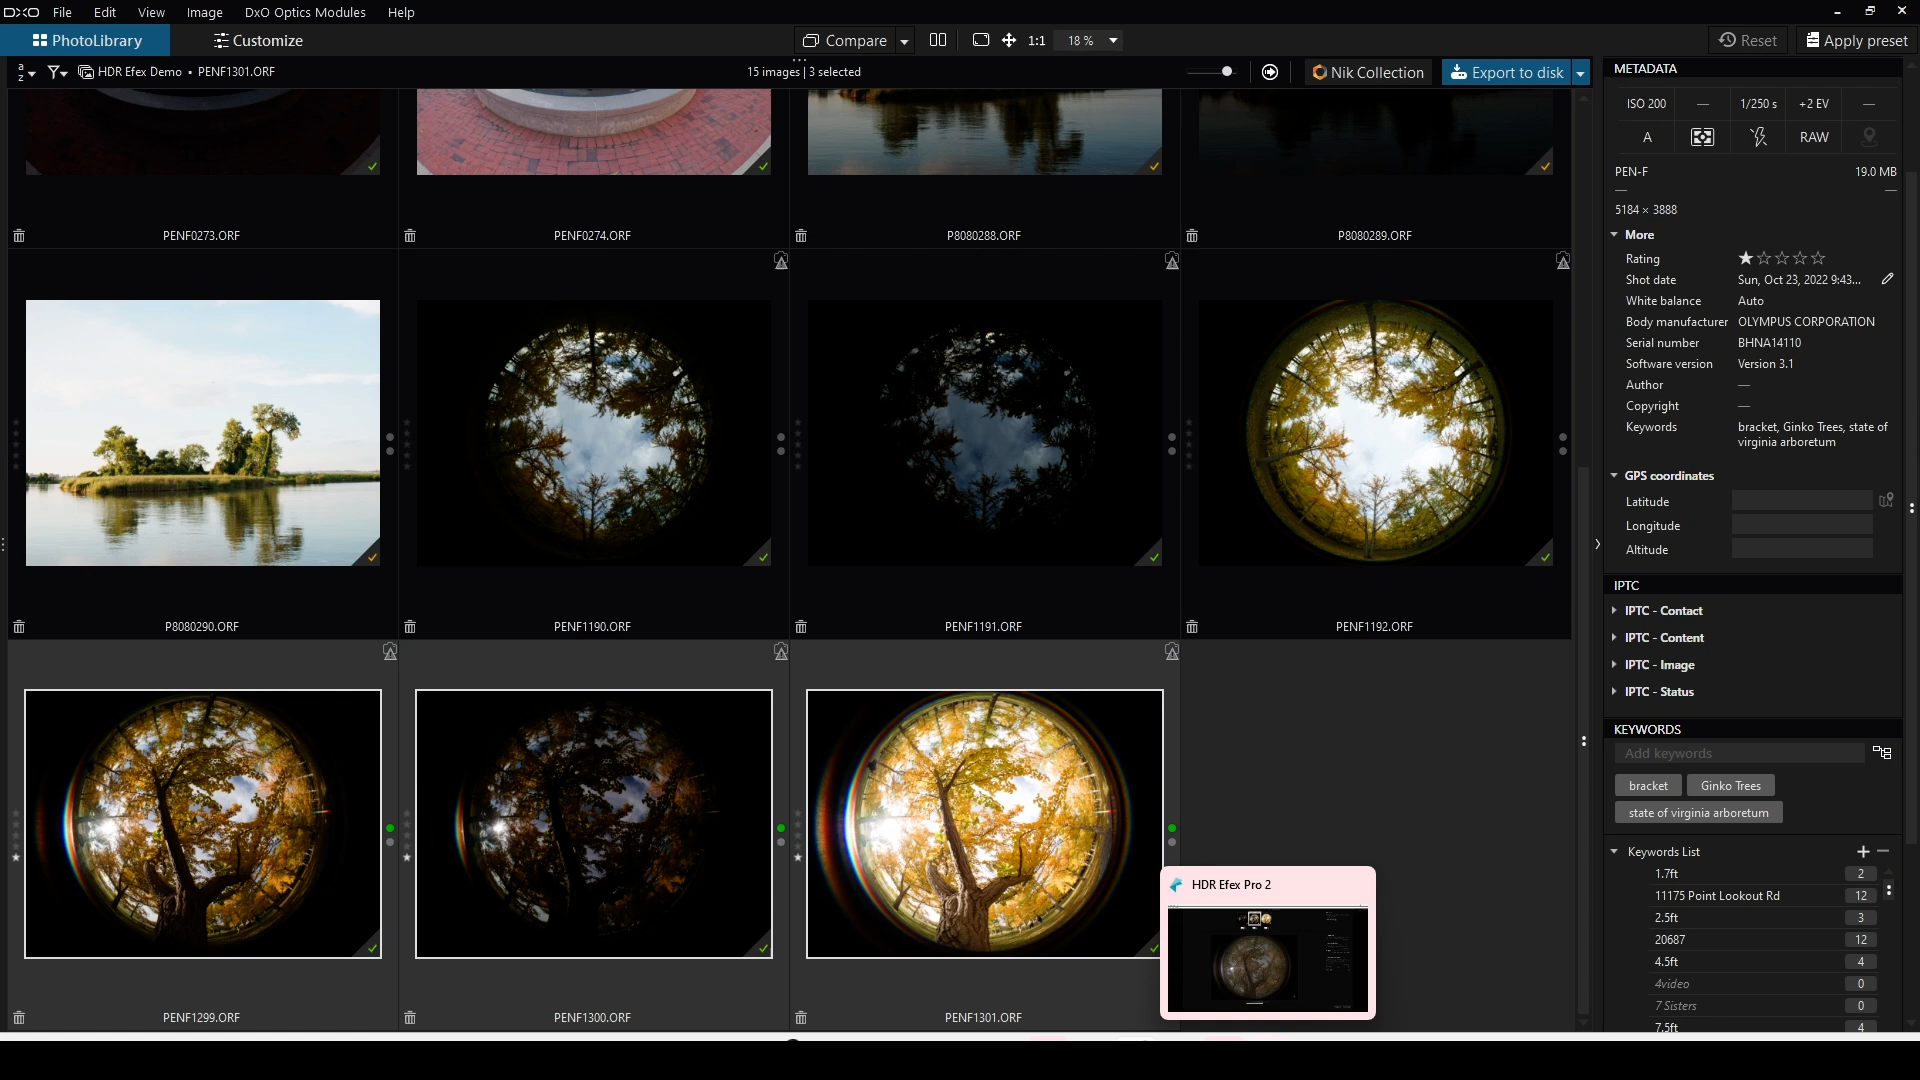 DXO File Edit View Image DxO Optics Modules Help
PhotoLibrary Customize Compare 1:1 18 % Reset Apply preset
a
z
HDR Efex Demo • PENF1301.ORF 15 images | 3 selected Nik Collection Export to disk
METADATA
ISO 200 — 1/250 s +2 EV —
A RAW
PEN-F 19.0 MB
— —
5184 × 3888
More
Rating
Shot date Sun, Oct 23, 2022 9:43...
White balance Auto
Body manufacturer OLYMPUS CORPORATION
Serial number BHNA14110
Software version Version 3.1
Author —
Copyright —
Keywords bracket, Ginko Trees, state of
virginia arboretum
GPS coordinates
Latitude
Longitude
Altitude
IPTC
IPTC - Contact
IPTC - Content
IPTC - Image
IPTC - Status
KEYWORDS
Add keywords
bracket Ginko Trees
state of virginia arboretum
Keywords List
1.7ft 2
11175 Point Lookout Rd 12
2.5ft 3
20687 12
4.5ft 4
4video 0
7 Sisters 0
7.5ft 4
PENF0273.ORF PENF0274.ORF P8080288.ORF P8080289.ORF
P8080290.ORF PENF1190.ORF PENF1191.ORF PENF1192.ORF
HDR Efex Pro 2
PENF1299.ORF PENF1300.ORF PENF1301.ORF